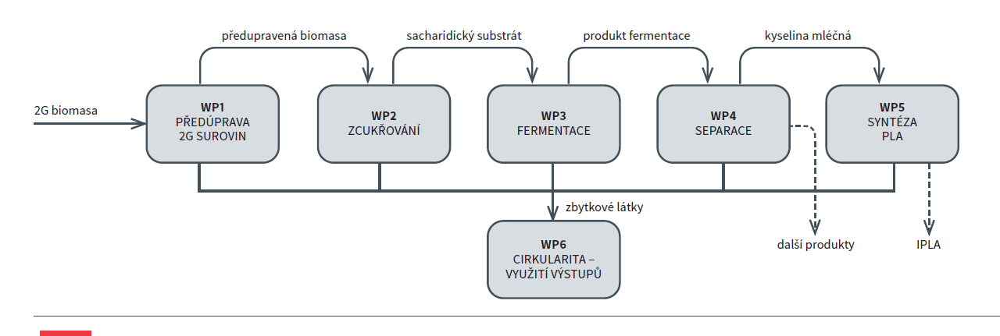 předupravená biomasa
sacharidický substrát
produkt fermentace
kyselina mléčná
2G biomasa
WP1
PŘEDÚPRAVA
2G SUROVIN
WP2
ZCUKŘOVÁNÍ
WP3
FERMENTACE
WP4
SEPARACE
WP5
SYNTÉZA
PLA
zbytkové látky
další produkty
IPLA
WP6
CIRKULARITA –
VYUŽITÍ VÝSTUPŮ